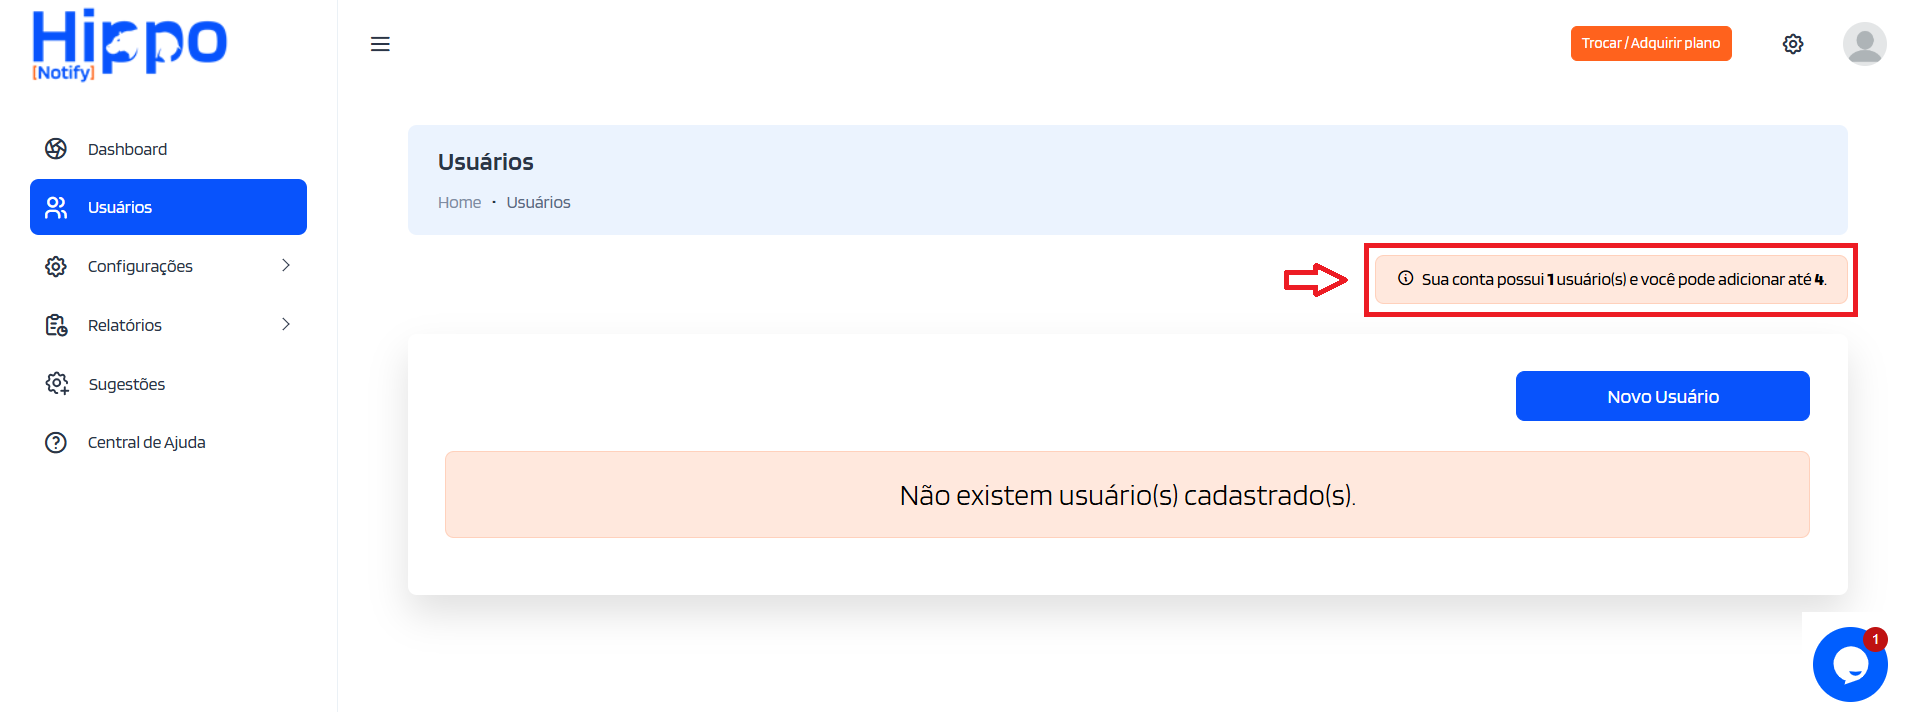 Hippo
[Notify]
Trocar / Adquirir plano
Dashboard
Usuários
Configurações
Relatórios
Sugestões
Central de Ajuda
Usuários
Home · Usuários
Sua conta possui 1 usuário(s) e você pode adicionar até 4.
Novo Usuário
Não existem usuário(s) cadastrado(s).
1